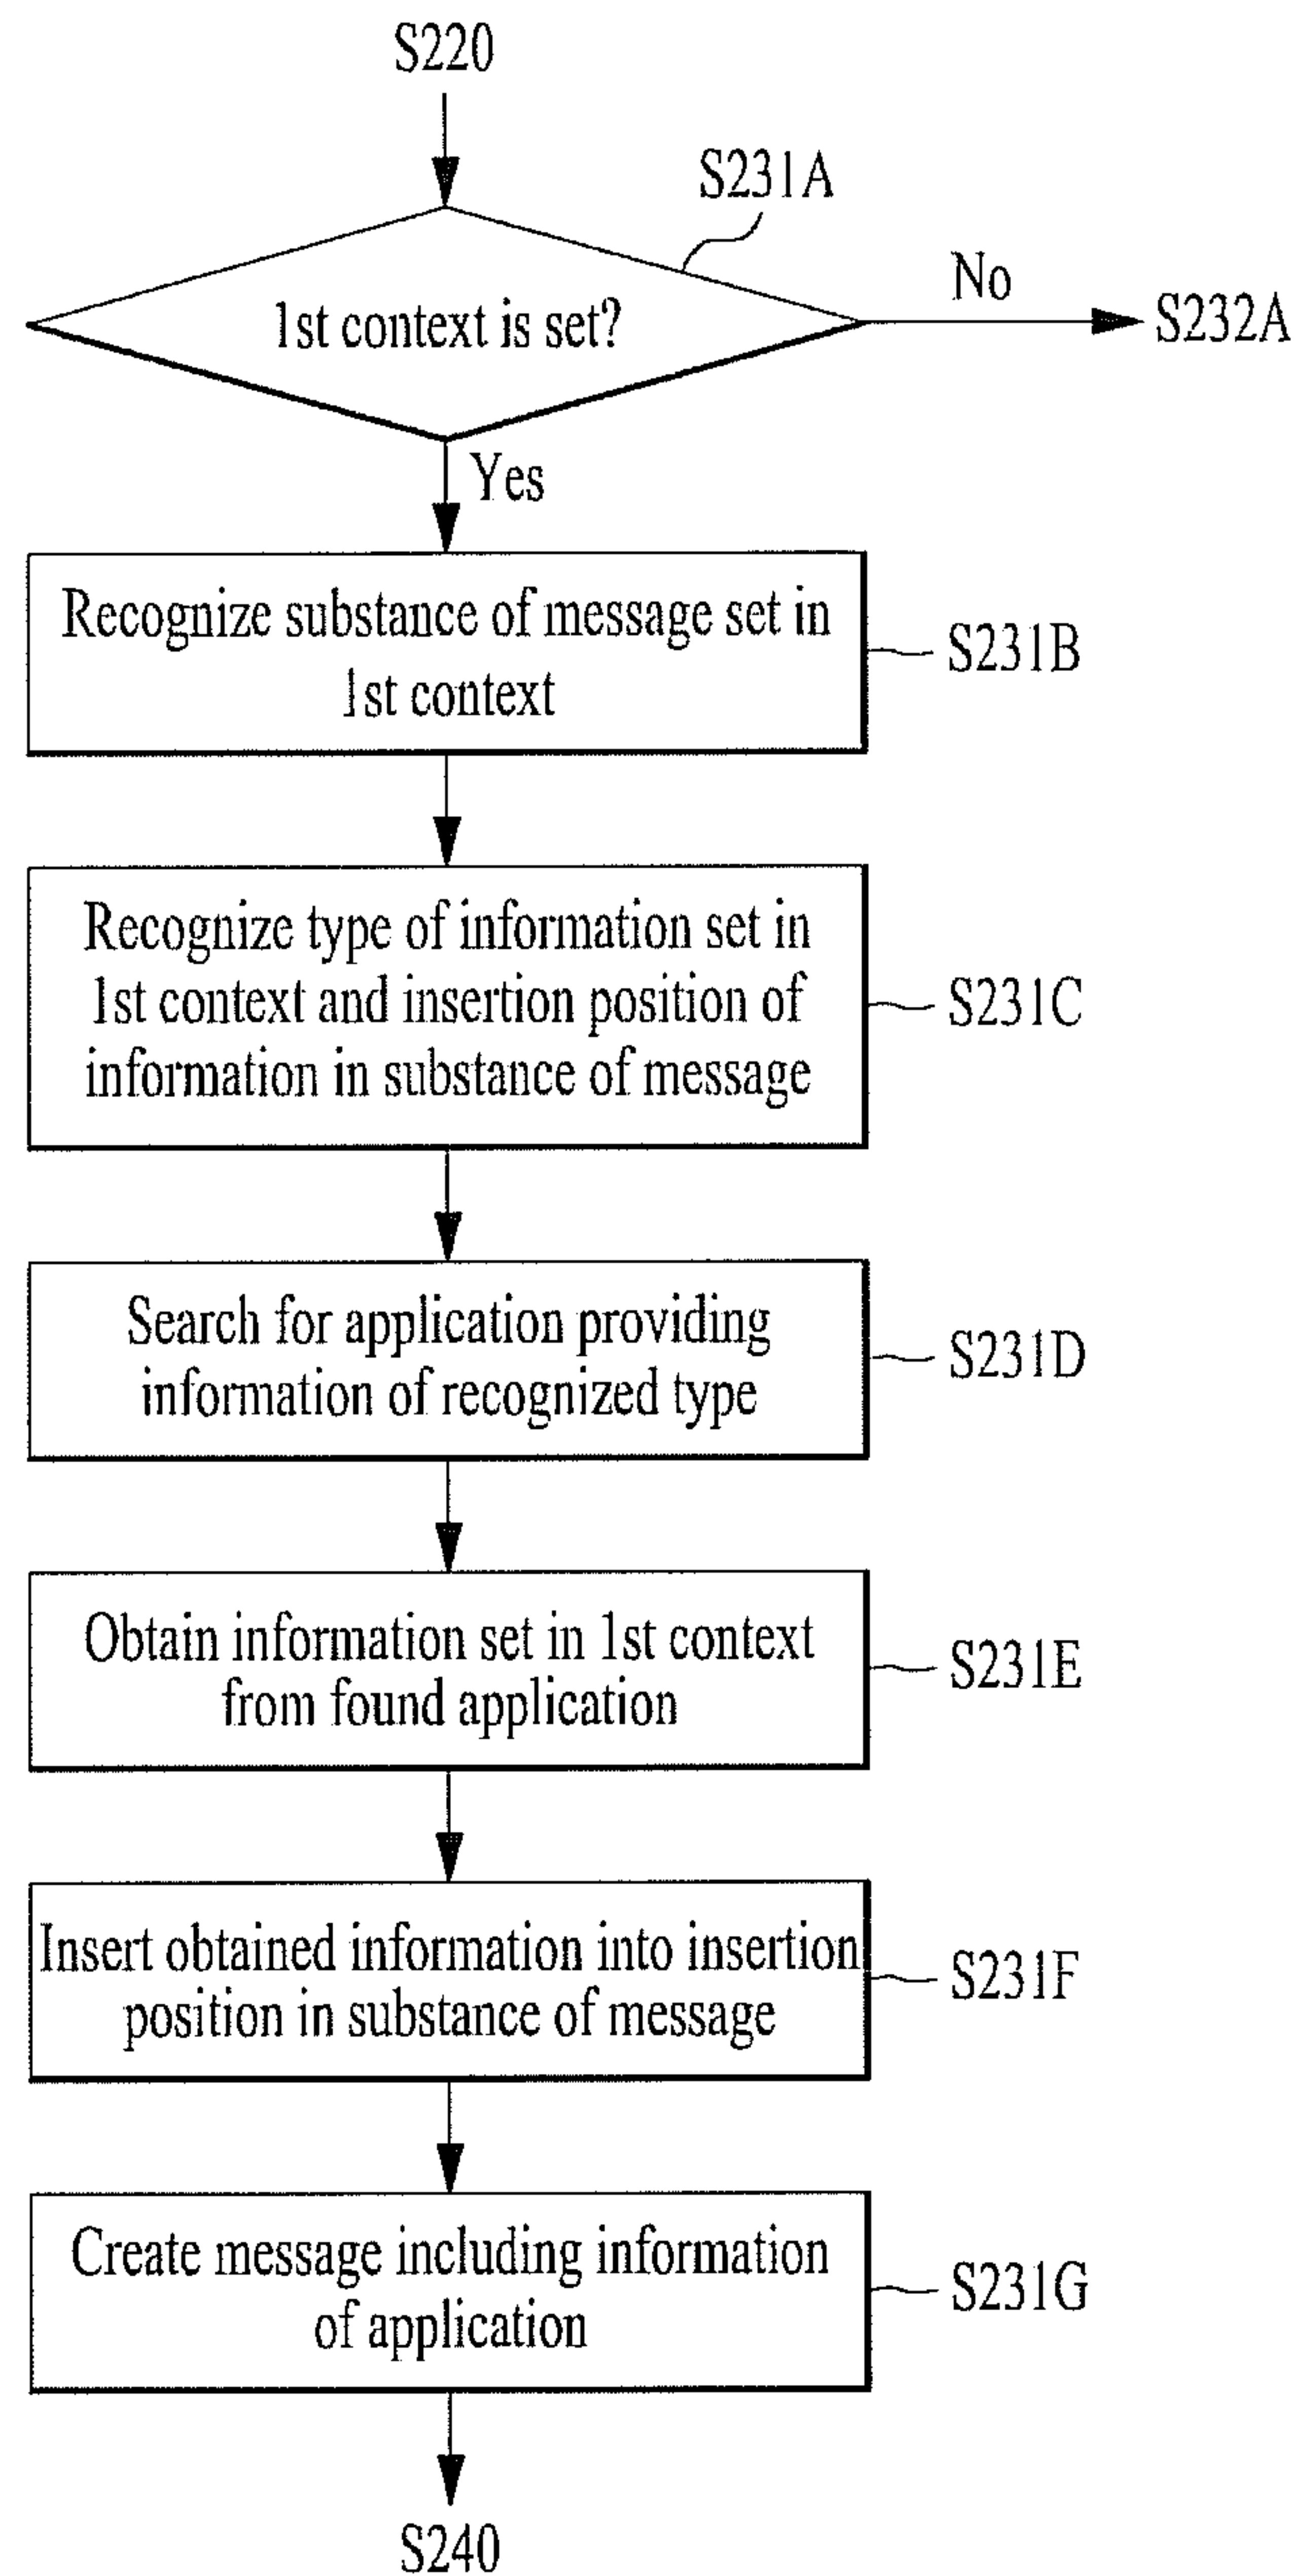 S220
S231A
1st context is set?
No
S232A
Yes
Recognize substance of message set in
1st context
S231B
Recognize type of information set in
1st context and insertion position of
information in substance of message
S231C
Search for application providing
information of recognized type
S231D
Obtain information set in 1st context
from found application
S231E
Insert obtained information into insertion
position in substance of message
S231F
Create message including information
of application
S231G
S240